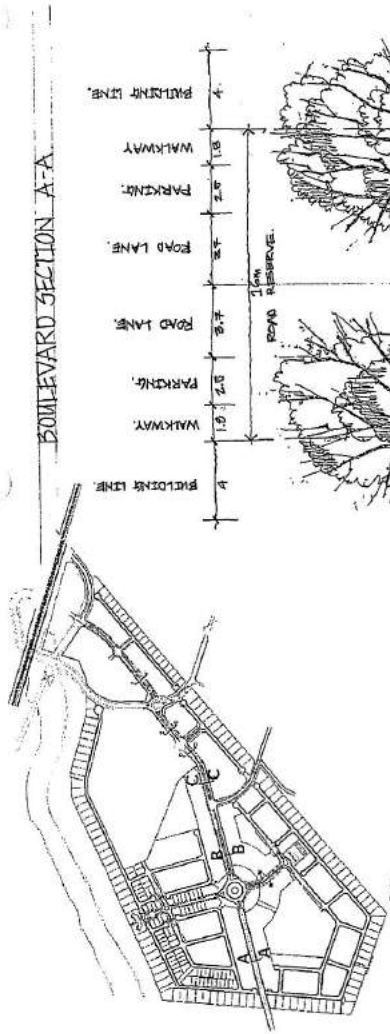 BOULEVARD SECTION A-A
BUILDING LINE. WALKWAY. PARKING. ROAD LANE. ROAD LANE. PARKING. WALKWAY BUILDING LINE.
4 1.8 2.5 3.7 3.7 2.5 1.8 4.
16m
ROAD RESERVE.
A
A
B
B
C
C